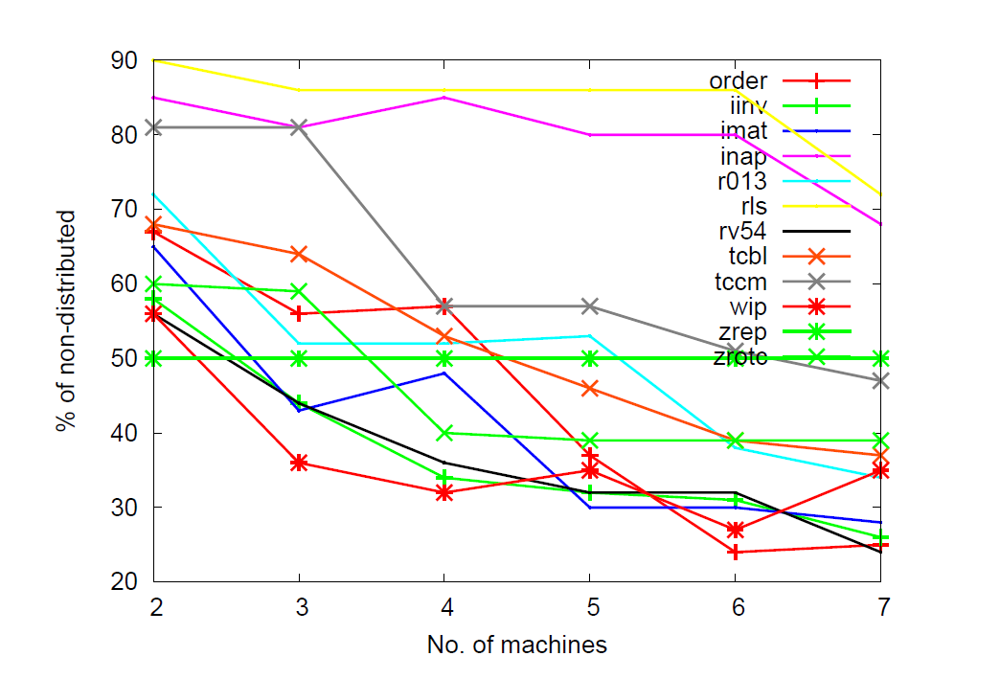 90
80
70
60
50
40
30
20
2 3 4 5 6 7
% of non-distributed
No. of machines
order
iinv
imat
inap
r013
rls
rv54
tcbl
tccm
wip
zrep
zrotc